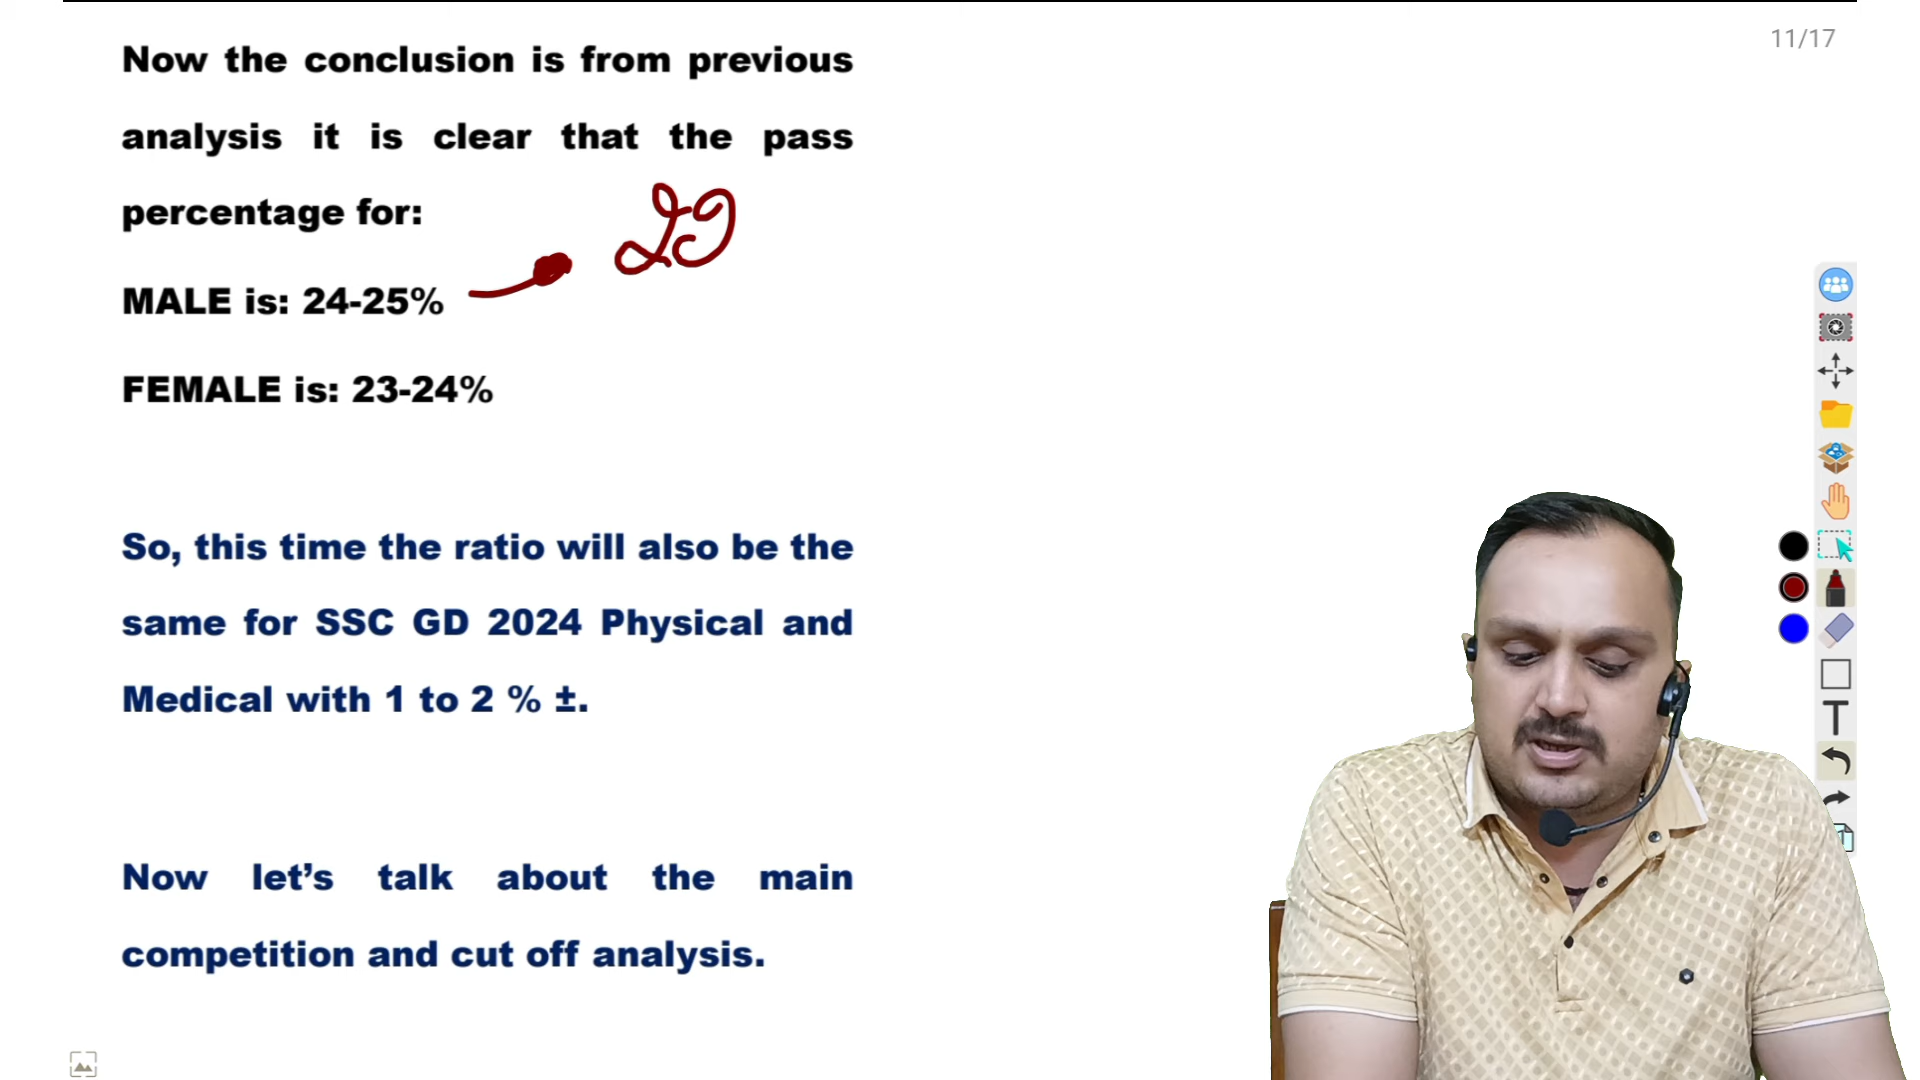 11/17
Now the conclusion is from previous
analysis it is clear that the pass
percentage for:
29
MALE is: 24-25%
FEMALE is: 23-24%
So, this time the ratio will also be the
same for SSC GD 2024 Physical and
Medical with 1 to 2 % ±.
Now let’s talk about the main
competition and cut off analysis.